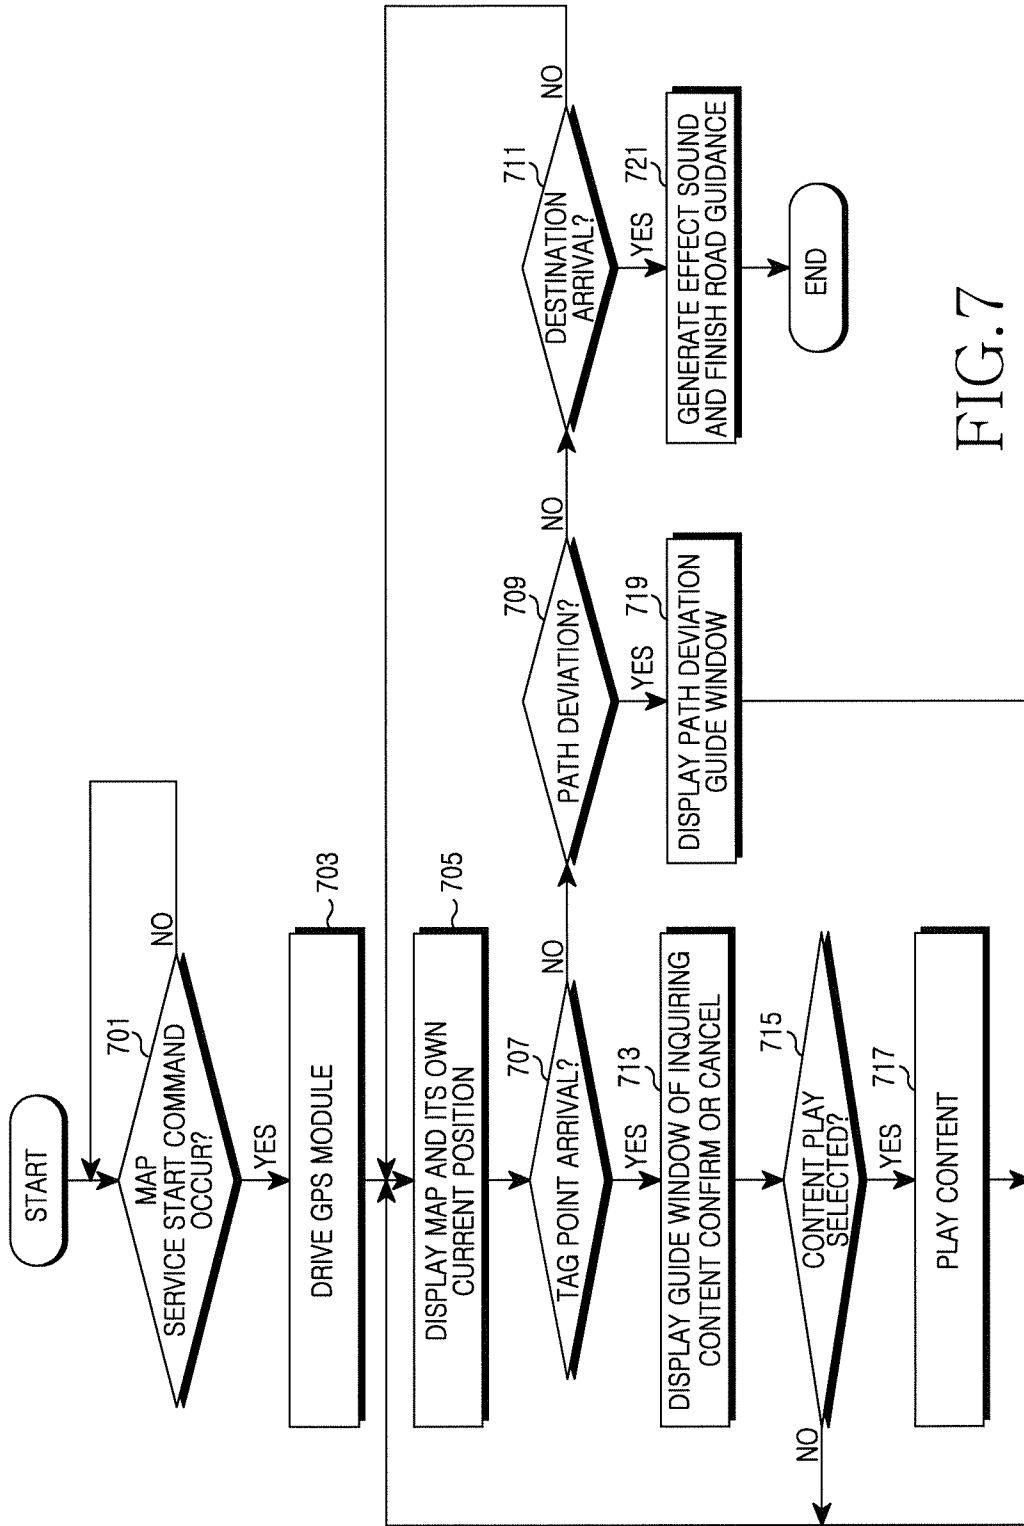 START
701
MAP
SERVICE START COMMAND
OCCUR?
NO
YES
703
DRIVE GPS MODULE
705
DISPLAY MAP AND ITS OWN
CURRENT POSITION
707
TAG POINT ARRIVAL?
NO
YES
709
PATH DEVIATION?
NO
YES
711
DESTINATION
ARRIVAL?
NO
YES
713
DISPLAY GUIDE WINDOW OF INQUIRING
CONTENT CONFIRM OR CANCEL
719
DISPLAY PATH DEVIATION
GUIDE WINDOW
721
GENERATE EFFECT SOUND
AND FINISH ROAD GUIDANCE
715
CONTENT PLAY
SELECTED?
NO
YES
END
717
PLAY CONTENT
FIG.7